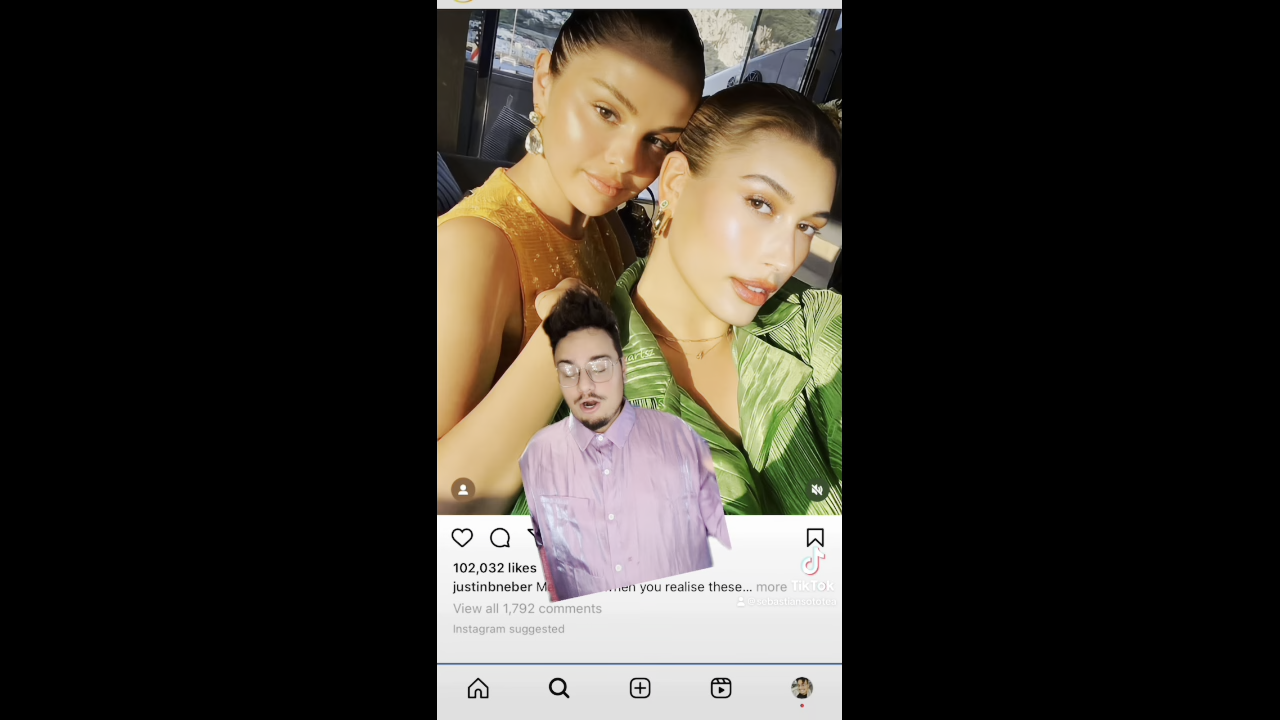 102,032 likes
justinbneber M hen you realise these... more
View all 1,792 comments
Instagram suggested
TikTok